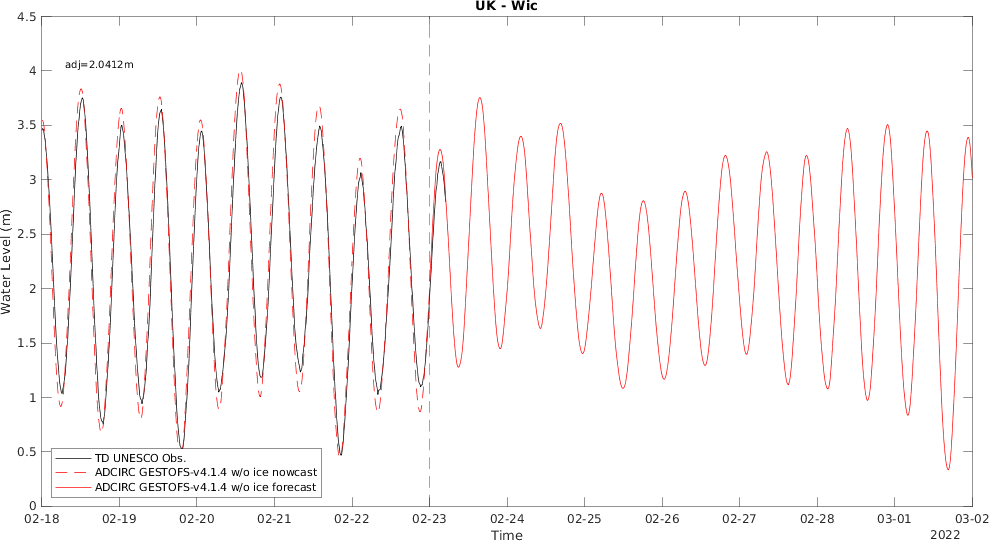 UK - Wic
adj=2.0412m
4.5
4
3.5
3
2.5
2
1.5
1
0.5
0
Water Level (m)
TD UNESCO Obs.
ADCIRC GESTOFS-v4.1.4 w/o ice nowcast
ADCIRC GESTOFS-v4.1.4 w/o ice forecast
02-18 02-19 02-20 02-21 02-22 02-23 02-24 02-25 02-26 02-27 02-28 03-01 03-02
Time
2022